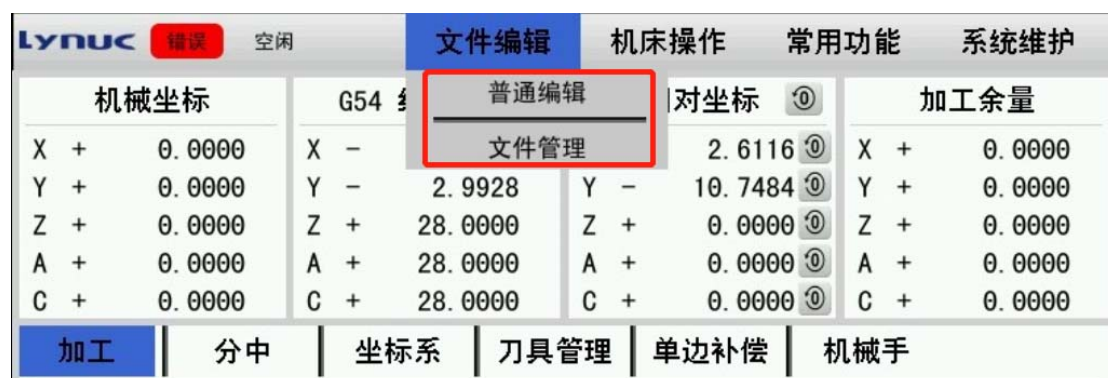 Lynuc 错误 空闲 文件编辑 机床操作 常用功能 系统维护
普通编辑
文件管理
机械坐标 G54 对坐标 加工余量
X + 0.0000 X - 2.6116 X + 0.0000
Y + 0.0000 Y - 2.9928 Y - 10.7484 Y + 0.0000
Z + 0.0000 Z + 28.0000 Z + 0.0000 Z + 0.0000
A + 0.0000 A + 28.0000 A + 0.0000 A + 0.0000
C + 0.0000 C + 28.0000 C + 0.0000 C + 0.0000
加工 分中 坐标系 刀具管理 单边补偿 机械手